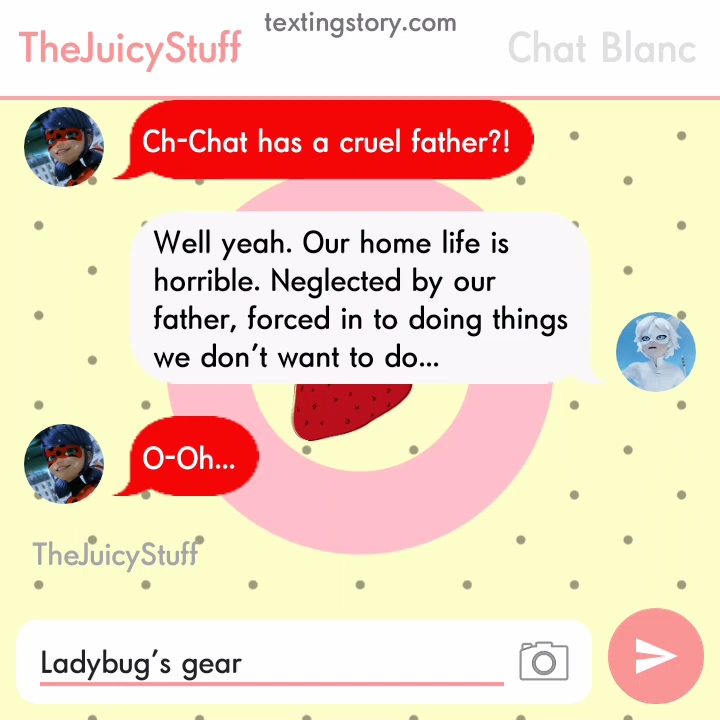 textingstory.com
TheJuicyStuff
Chat Blanc
Ch-Chat has a cruel father?!
Well yeah. Our home life is
horrible. Neglected by our
father, forced in to doing things
we don't want to do...
O-Oh...
TheJuicyStuff
Ladybug's gear